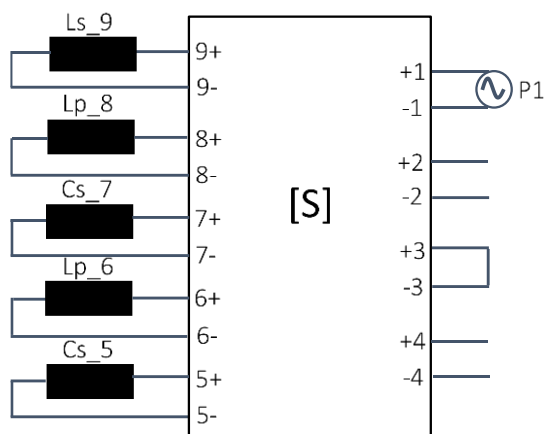 Ls_9
9+
9-
Lp_8
8+
8-
Cs_7
7+
7-
Lp_6
6+
6-
Cs_5
5+
5-
[S]
+1
P1
-1
+2
-2
+3
-3
+4
-4